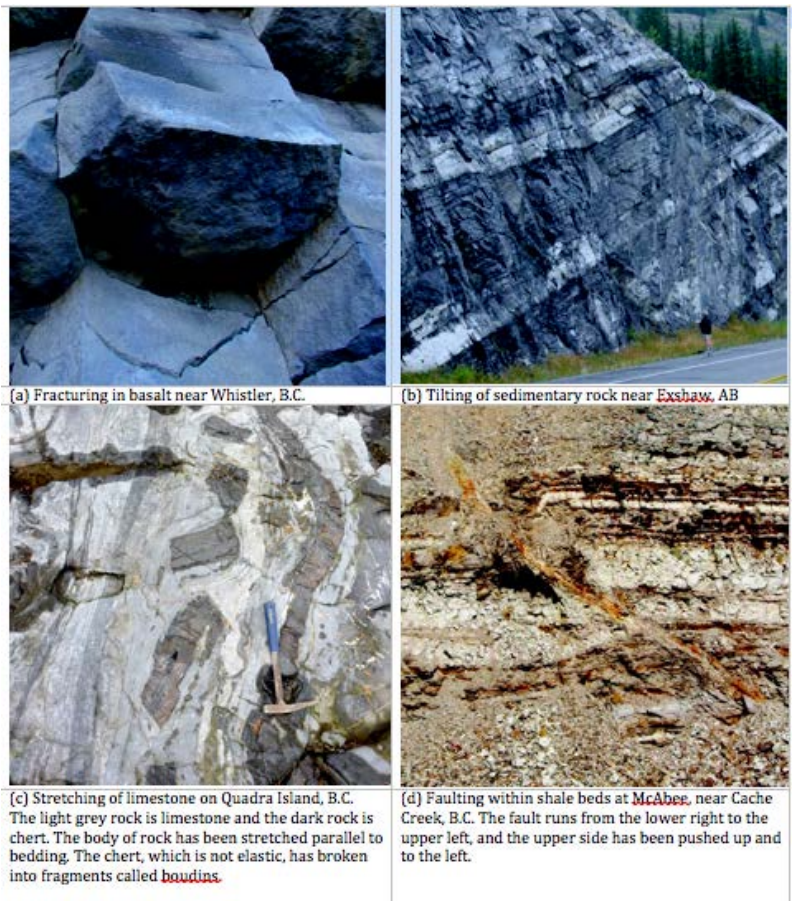 (a) Fracturing in basalt near Whistler, B.C.
(b) Tilting of sedimentary rock near Exshaw, AB
(c) Stretching of limestone on Quadra Island, B.C.
The light grey rock is limestone and the dark rock is
chert. The body of rock has been stretched parallel to
bedding. The chert, which is not elastic, has broken
into fragments called boudins.
(d) Faulting within shale beds at McAbee, near Cache
Creek, B.C. The fault runs from the lower right to the
upper left, and the upper side has been pushed up and
to the left.